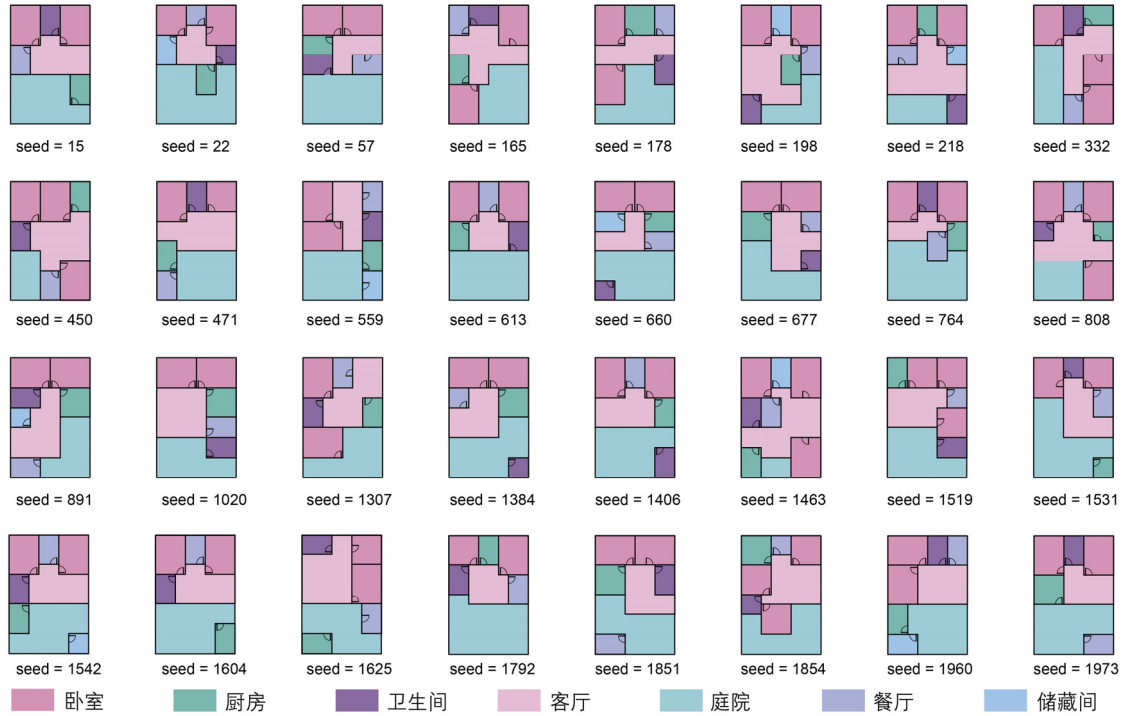 seed = 15 seed = 22 seed = 57 seed = 165 seed = 178 seed = 198 seed = 218 seed = 332
seed = 450 seed = 471 seed = 559 seed = 613 seed = 660 seed = 677 seed = 764 seed = 808
seed = 891 seed = 1020 seed = 1307 seed = 1384 seed = 1406 seed = 1463 seed = 1519 seed = 1531
seed = 1542 seed = 1604 seed = 1625 seed = 1792 seed = 1851 seed = 1854 seed = 1960 seed = 1973
卧室 厨房 卫生间 客厅 庭院 餐厅 储藏间